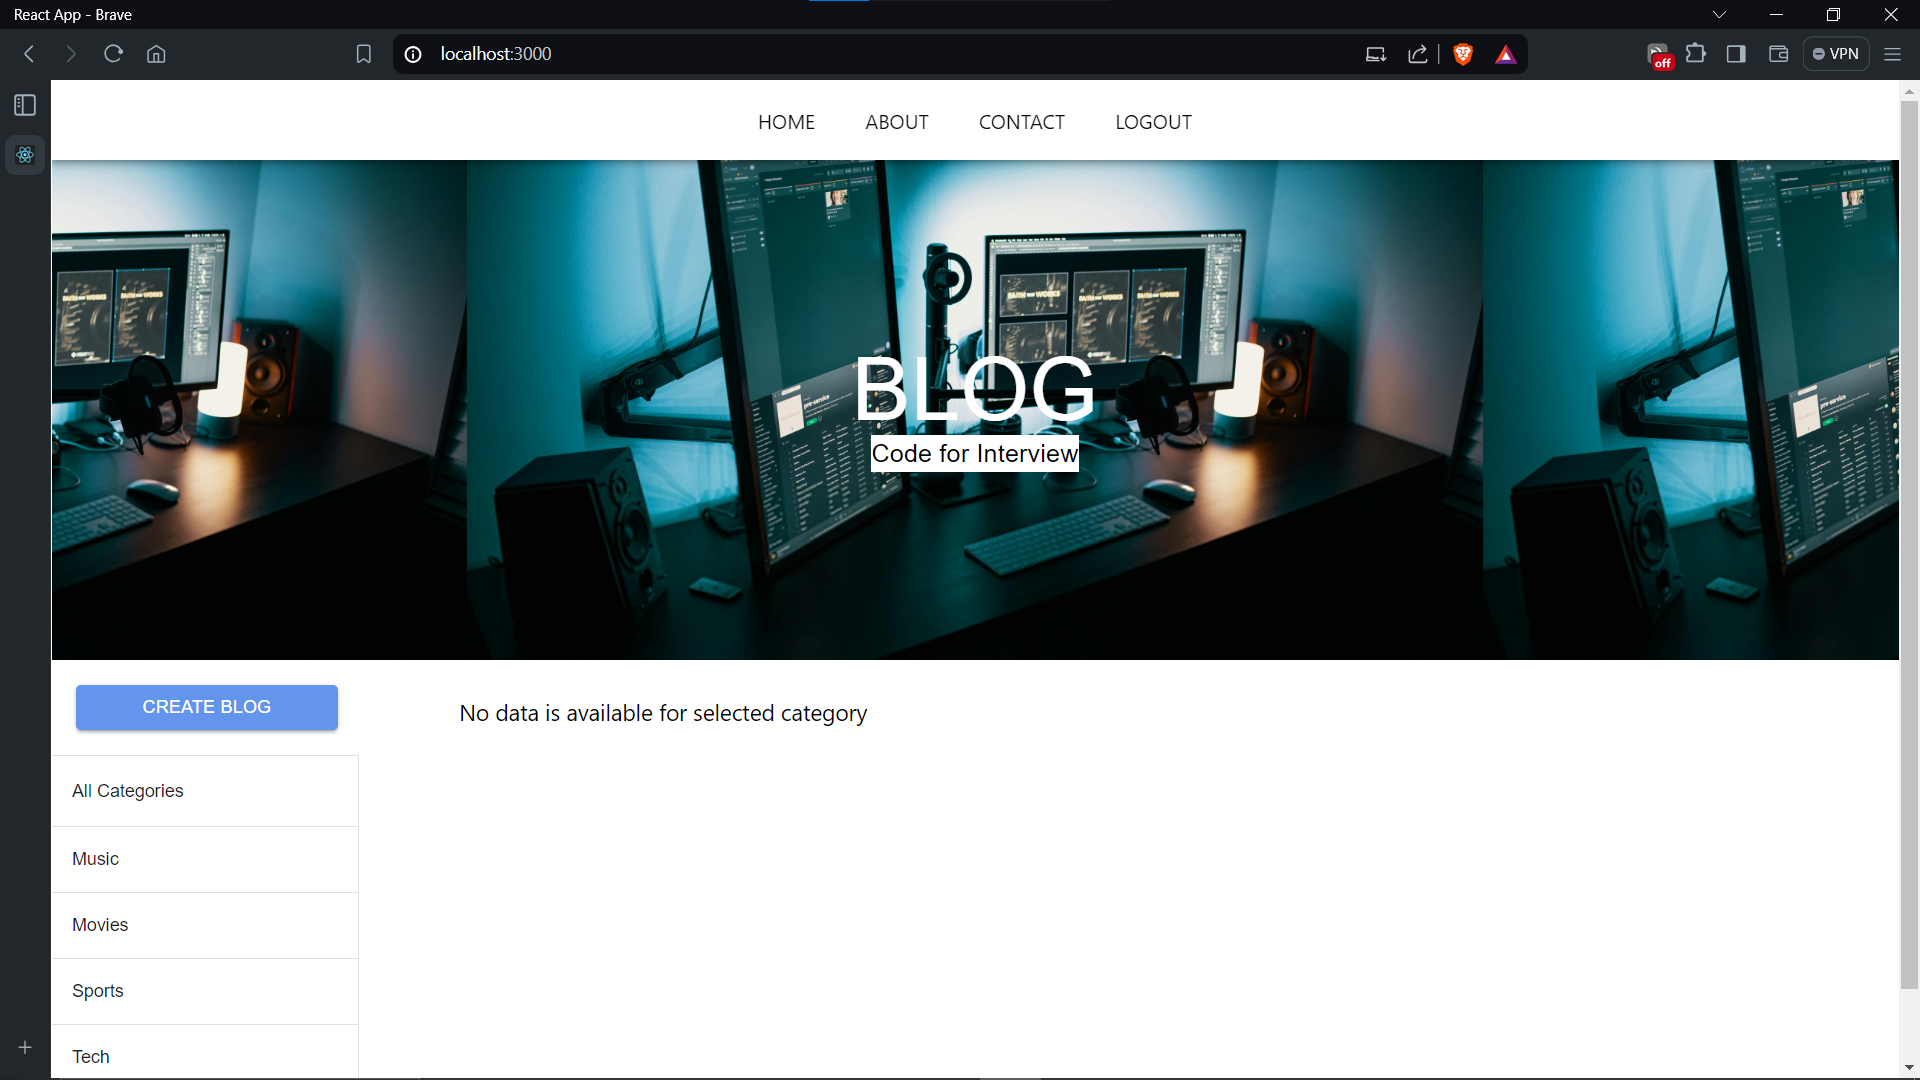 React App - Brave
localhost:3000
off
VPN
HOME ABOUT CONTACT LOGOUT
BLOG
Code for Interview
CREATE BLOG
No data is available for selected category
All Categories
Music
Movies
Sports
Tech